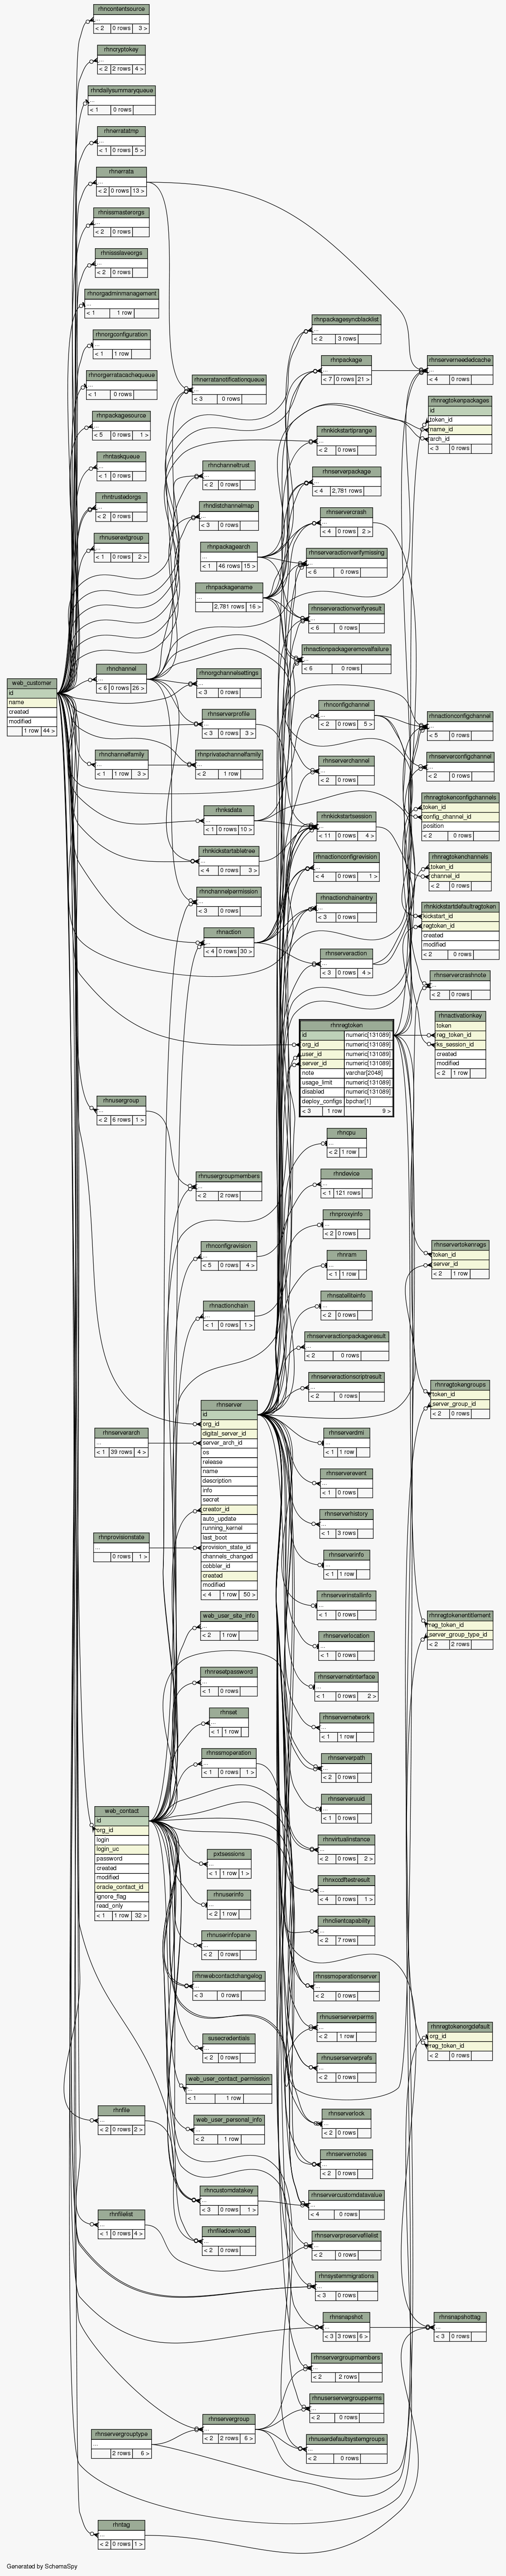 rhncontentsource
...
< 2 0 rows 3 >
rhncryptokey
...
< 2 2 rows 4 >
rhndailysummaryqueue
...
< 1 0 rows
rhnerratatmp
...
< 1 0 rows 5 >
rhnerrata
...
< 2 0 rows 13 >
rhnissmasterorgs
...
< 2 0 rows
rhnissslaveorgs
...
< 2 0 rows
rhnorgadminmanagement
...
< 1 1 row
rhnorgconfiguration
...
< 1 1 row
rhnorgerratacachequeue
...
< 1 0 rows
rhnpackagesource
...
< 5 0 rows 1 >
rhntaskqueue
...
< 1 0 rows
rhntrustedorgs
...
< 2 0 rows
rhnuserextgroup
...
< 1 0 rows 2 >
rhnchannel
...
< 6 0 rows 26 >
web_customer
id
name
created
modified
1 row 44 >
rhnchannelfamily
...
< 1 1 row 3 >
rhnusergroup
...
< 2 6 rows 1 >
rhnserverarch
...
< 1 39 rows 4 >
rhnprovisionstate
...
0 rows 1 >
web_contact
id
org_id
login
login_uc
password
created
modified
oracle_contact_id
ignore_flag
read_only
< 1 1 row 32 >
rhnfile
...
< 2 0 rows 2 >
rhnfilelist
...
< 1 0 rows 4 >
rhnservergrouptype
...
2 rows 6 >
rhntag
...
< 2 0 rows 1 >
rhnerratanotificationqueue
...
< 3 0 rows
rhnchanneltrust
...
< 2 0 rows
rhndistchannelmap
...
< 3 0 rows
rhnpackagearch
...
< 1 46 rows 15 >
rhnpackagename
...
2,781 rows 16 >
rhnorgchannelsettings
...
< 3 0 rows
rhnserverprofile
...
< 3 0 rows 3 >
rhnprivatechannelfamily
...
< 2 1 row
rhnksdata
...
< 1 0 rows 10 >
rhnkickstartabletree
...
< 4 0 rows 3 >
rhnchannelpermission
...
< 3 0 rows
rhnaction
...
< 4 0 rows 30 >
rhnusergroupmembers
...
< 2 2 rows
rhnconfigrevision
...
< 5 0 rows 4 >
rhnactionchain
...
< 1 0 rows 1 >
rhnserver
id
org_id
digital_server_id
server_arch_id
os
release
name
description
info
secret
creator_id
auto_update
running_kernel
last_boot
provision_state_id
channels_changed
cobbler_id
created
modified
< 4 1 row 50 >
web_user_site_info
...
< 2 1 row
rhnresetpassword
...
< 1 0 rows
rhnset
...
< 1 1 row
rhnssmoperation
...
< 1 0 rows 1 >
pxtsessions
...
< 1 1 row 1 >
rhnuserinfo
...
< 2 1 row
rhnuserinfopane
...
< 2 0 rows
rhnwebcontactchangelog
...
< 3 0 rows
susecredentials
...
< 2 0 rows
web_user_contact_permission
...
< 1 1 row
web_user_personal_info
...
< 2 1 row
rhncustomdatakey
...
< 3 0 rows 1 >
rhnfiledownload
...
< 2 0 rows
rhnservergroup
...
< 2 2 rows 6 >
rhnpackagesyncblacklist
...
< 2 3 rows
rhnpackage
...
< 7 0 rows 21 >
rhnkickstartiprange
...
< 2 0 rows
rhnserverpackage
...
< 4 2,781 rows
rhnservercrash
...
< 4 0 rows 2 >
rhnserveractionverifymissing
...
< 6 0 rows
rhnserveractionverifyresult
...
< 6 0 rows
rhnactionpackageremovalfailure
...
< 6 0 rows
rhnconfigchannel
...
< 2 0 rows 5 >
rhnserverchannel
...
< 2 0 rows
rhnkickstartsession
...
< 11 0 rows 4 >
rhnactionconfigrevision
...
< 4 0 rows 1 >
rhnactionchainentry
...
< 3 0 rows
rhnserveraction
...
< 3 0 rows 4 >
rhnregtoken
id numeric[131089]
org_id numeric[131089]
user_id numeric[131089]
server_id numeric[131089]
note varchar[2048]
usage_limit numeric[131089]
disabled numeric[131089]
deploy_configs bpchar[1]
< 3 1 row 9 >
rhncpu
...
< 2 1 row
rhndevice
...
< 1 121 rows
rhnproxyinfo
...
< 2 0 rows
rhnram
...
< 1 1 row
rhnsatelliteinfo
...
< 2 0 rows
rhnserveractionpackageresult
...
< 2 0 rows
rhnserveractionscriptresult
...
< 2 0 rows
rhnserverdmi
...
< 1 1 row
rhnserverevent
...
< 1 0 rows
rhnserverhistory
...
< 1 3 rows
rhnserverinfo
...
< 1 1 row
rhnserverinstallinfo
...
< 1 0 rows
rhnserverlocation
...
< 1 0 rows
rhnservernetinterface
...
< 1 0 rows 2 >
rhnservernetwork
...
< 1 1 row
rhnserverpath
...
< 2 0 rows
rhnserveruuid
...
< 1 0 rows
rhnvirtualinstance
...
< 2 0 rows 2 >
rhnxccdftestresult
...
< 4 0 rows 1 >
rhnclientcapability
...
< 2 7 rows
rhnssmoperationserver
...
< 2 0 rows
rhnuserserverperms
...
< 2 1 row
rhnuserserverprefs
...
< 2 0 rows
rhnserverlock
...
< 2 0 rows
rhnservernotes
...
< 2 0 rows
rhnservercustomdatavalue
...
< 4 0 rows
rhnserverpreservefilelist
...
< 2 0 rows
rhnsystemmigrations
...
< 3 0 rows
rhnsnapshot
...
< 3 3 rows 6 >
rhnservergroupmembers
...
< 2 2 rows
rhnuserservergroupperms
...
< 2 0 rows
rhnuserdefaultsystemgroups
...
< 2 0 rows
rhnserverneededcache
...
< 4 0 rows
rhnregtokenpackages
id
token_id
name_id
arch_id
< 3 0 rows
rhnactionconfigchannel
...
< 5 0 rows
rhnserverconfigchannel
...
< 2 0 rows
rhnregtokenconfigchannels
token_id
config_channel_id
position
< 2 0 rows
rhnregtokenchannels
token_id
channel_id
< 2 0 rows
rhnkickstartdefaultregtoken
kickstart_id
regtoken_id
created
modified
< 2 0 rows
rhnservercrashnote
...
< 2 0 rows
rhnactivationkey
token
reg_token_id
ks_session_id
created
modified
< 2 1 row
rhnservertokenregs
token_id
server_id
< 2 1 row
rhnregtokengroups
token_id
server_group_id
< 2 0 rows
rhnregtokenentitlement
reg_token_id
server_group_type_id
< 2 2 rows
rhnregtokenorgdefault
org_id
reg_token_id
< 2 0 rows
rhnsnapshottag
...
< 3 0 rows
Generated by SchemaSpy